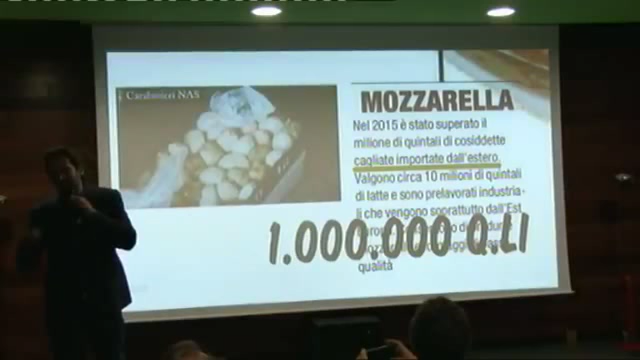 Carabinieri NAS
MOZZARELLA
Nel 2015 è stato superato il
milione di quintali di cosiddette
cagliate importate dall'estero.
Valgono circa 10 milioni di quintali
di latte e sono prelavorati industria-
li che vengono soprattutto dall'Est
1.000.000 Q.LI
qualità